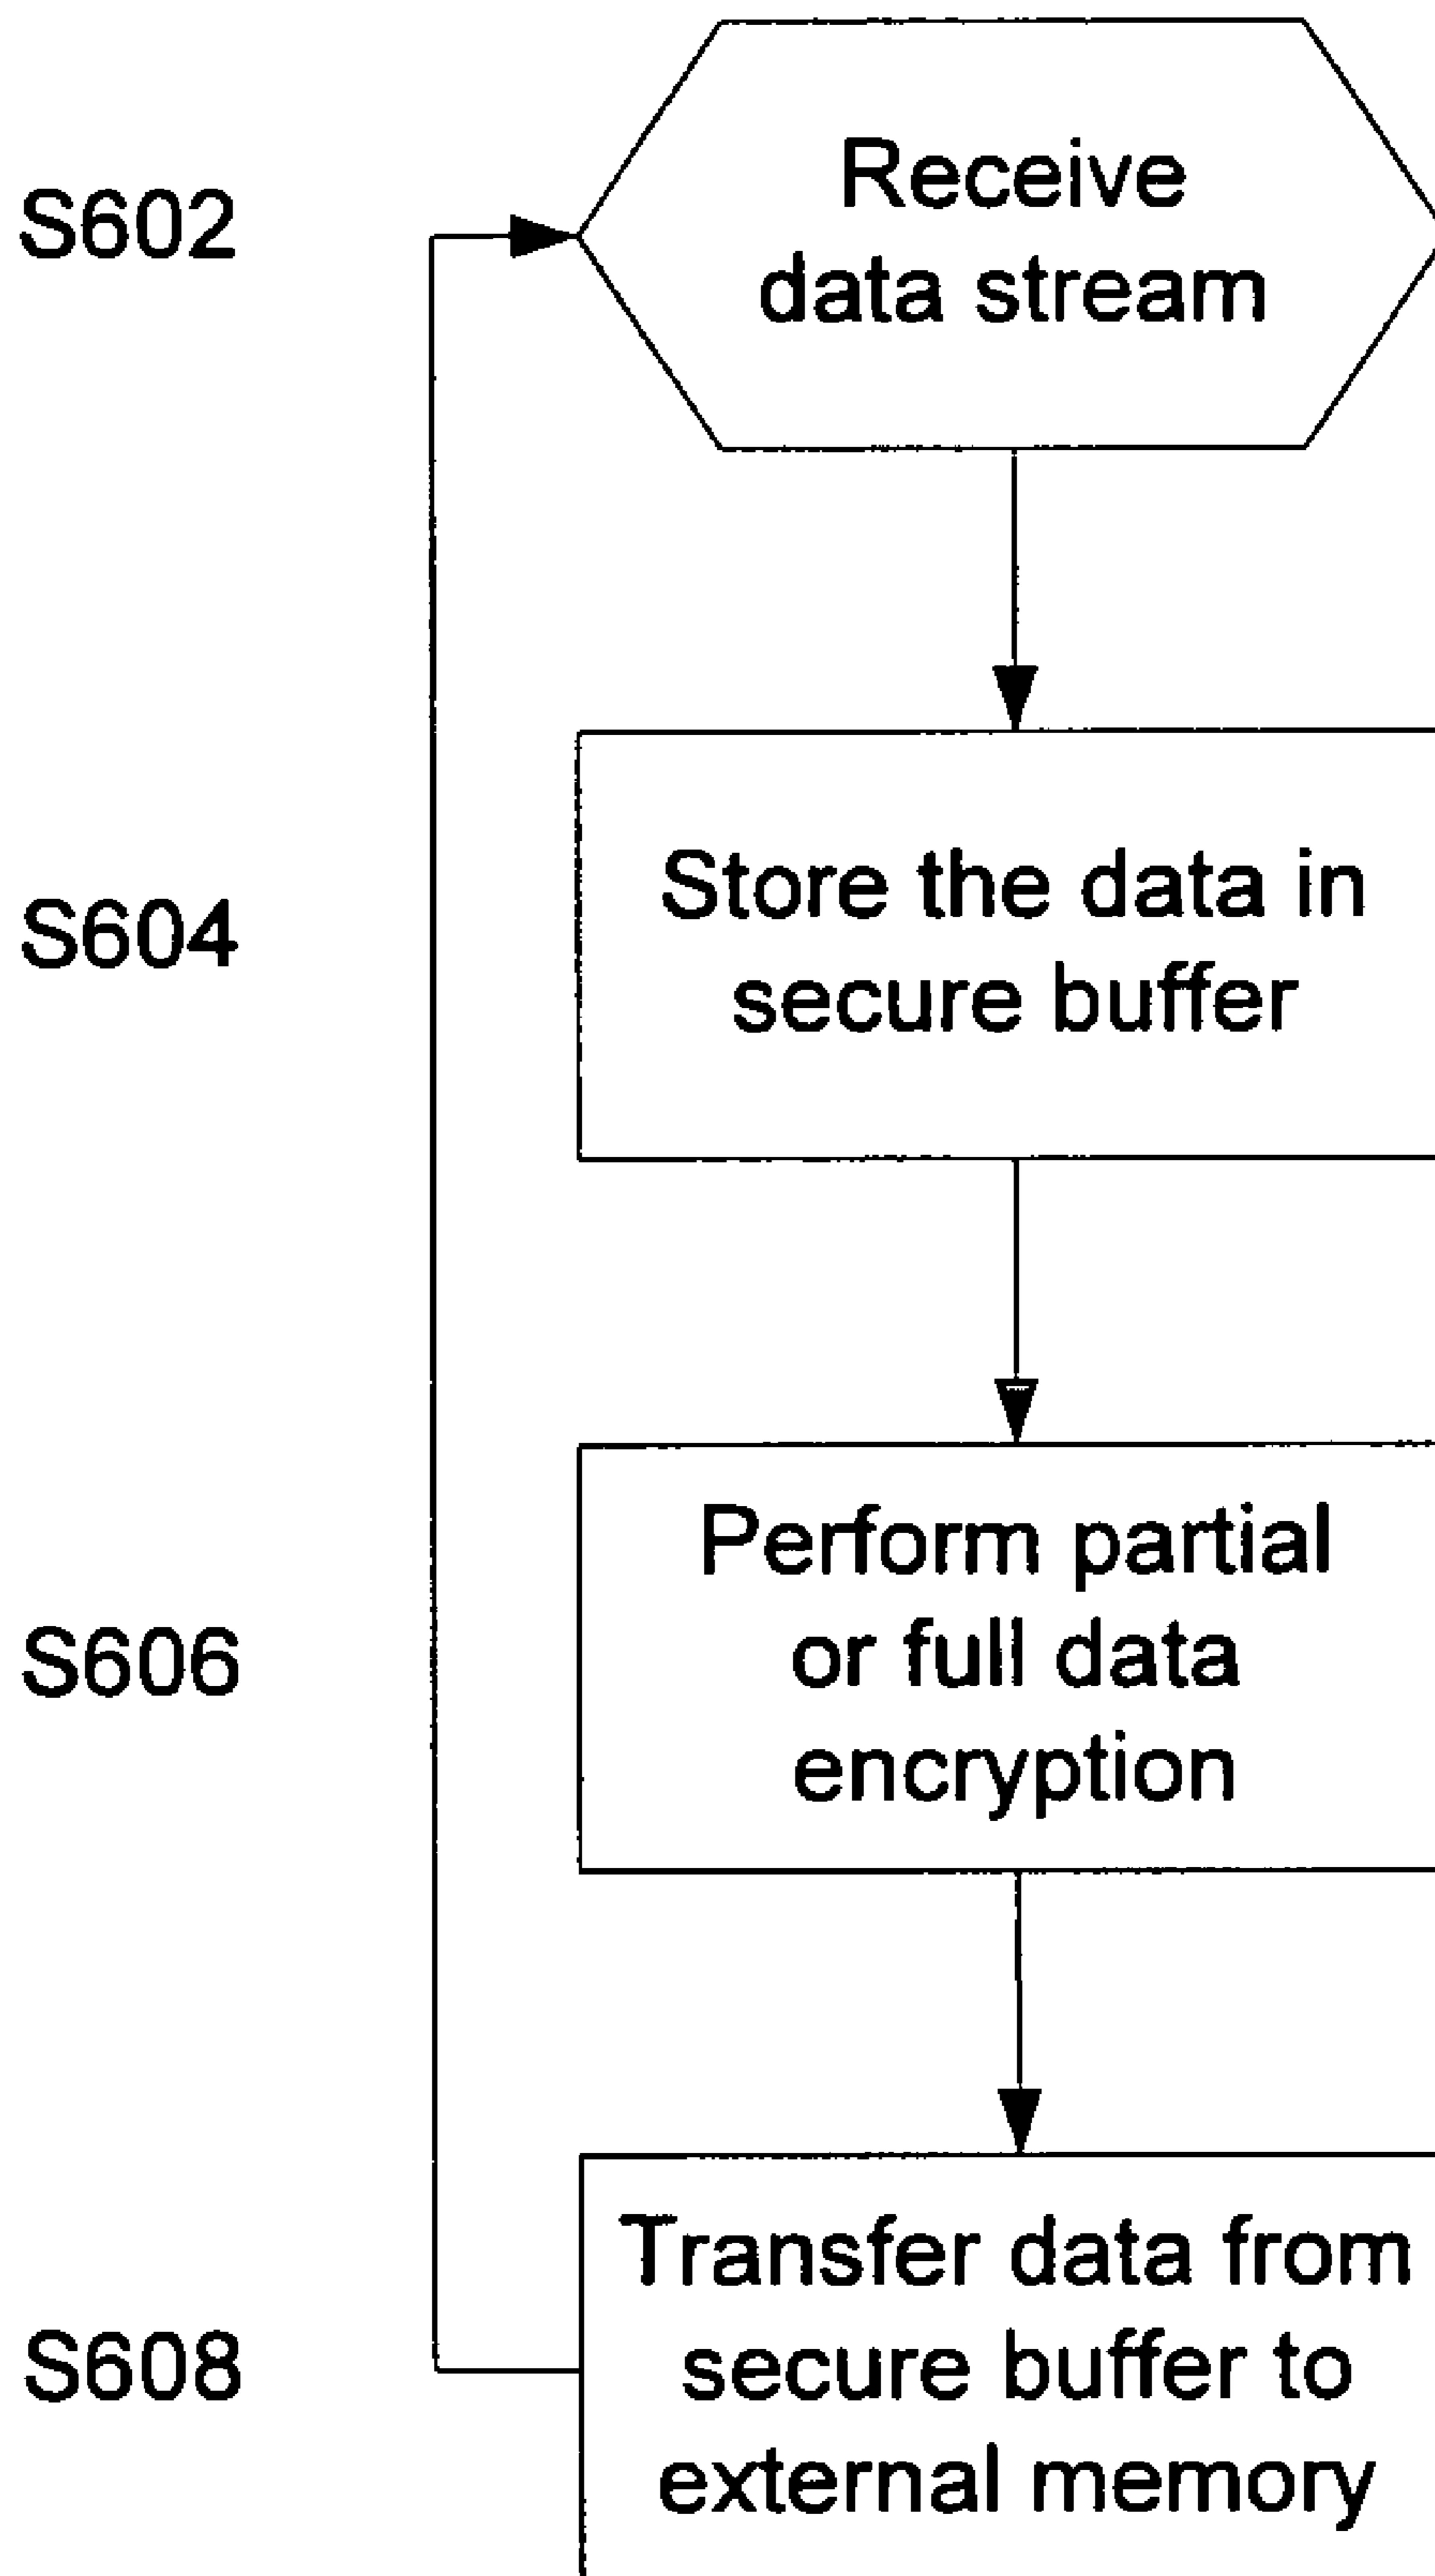 S602
Receive
data stream
S604
Store the data in
secure buffer
S606
Perform partial
or full data
encryption
S608
Transfer data from
secure buffer to
external memory